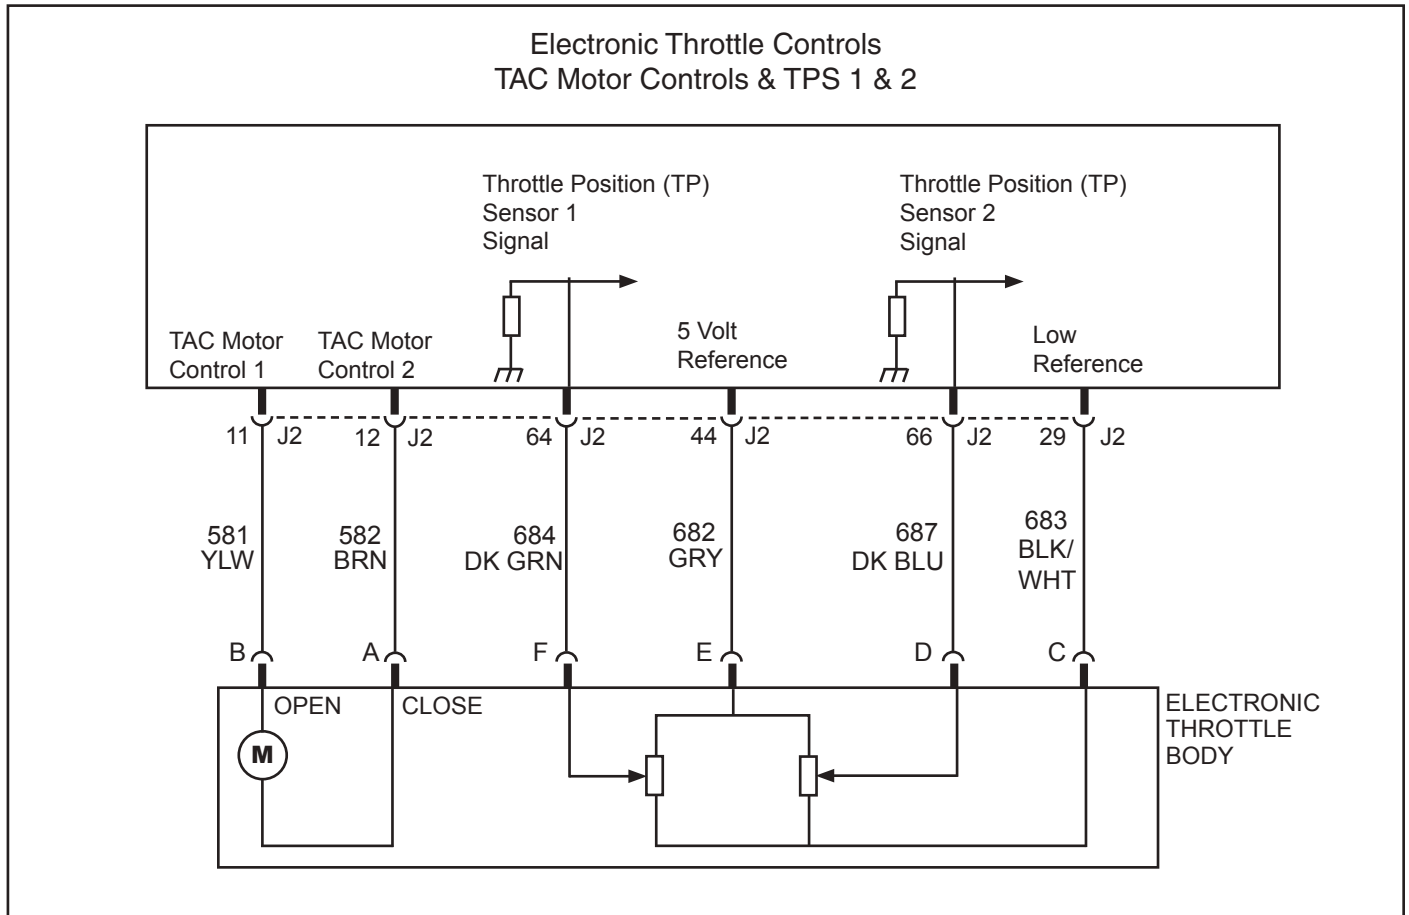 Electronic Throttle Controls
TAC Motor Controls & TPS 1 & 2
Throttle Position (TP)
Sensor 1
Signal
Throttle Position (TP)
Sensor 2
Signal
TAC Motor
Control 1
TAC Motor
Control 2
5 Volt
Reference
Low
Reference
11 J2
12 J2
64 J2
44 J2
66 J2
29 J2
581
YLW
582
BRN
684
DK GRN
682
GRY
687
DK BLU
683
BLK/
WHT
B
A
F
E
D
C
OPEN
CLOSE
M
ELECTRONIC
THROTTLE
BODY